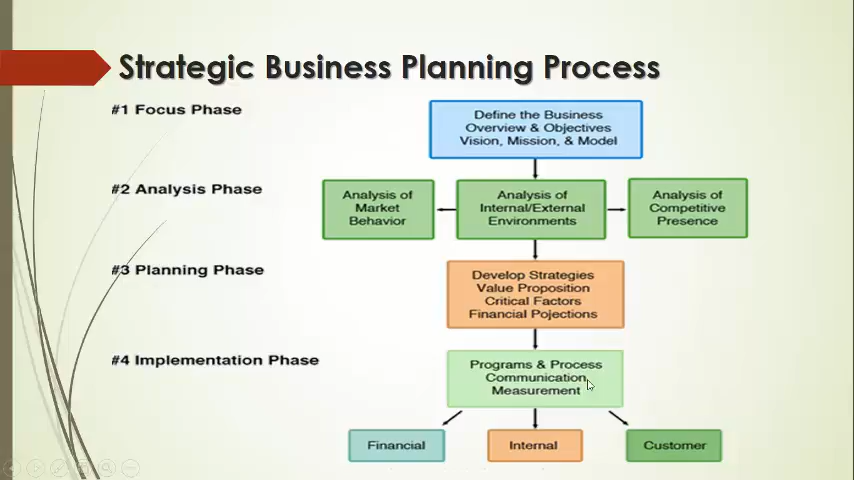 Strategic Business Planning Process
#1 Focus Phase
Define the Business
Overview & Objectives
Vision, Mission, & Model
#2 Analysis Phase
Analysis of
Market
Behavior
Analysis of
Internal/External
Environments
Analysis of
Competitive
Presence
#3 Planning Phase
Develop Strategies
Value Proposition
Critical Factors
Financial Pojections
#4 Implementation Phase
Programs & Process
Communication
Measurement
Financial
Internal
Customer